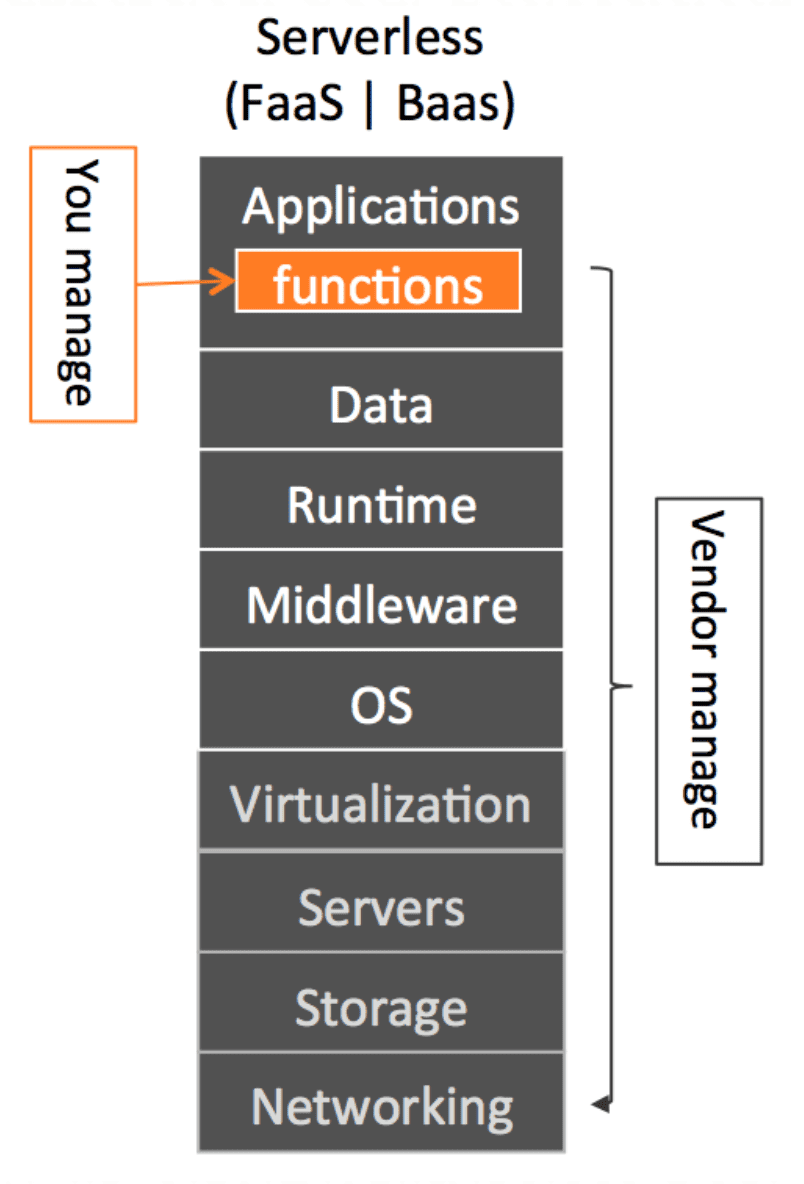 Serverless
(FaaS | Baas)
You manage
Applications
functions
Data
Runtime
Middleware
OS
Virtualization
Servers
Storage
Networking
Vendor manage